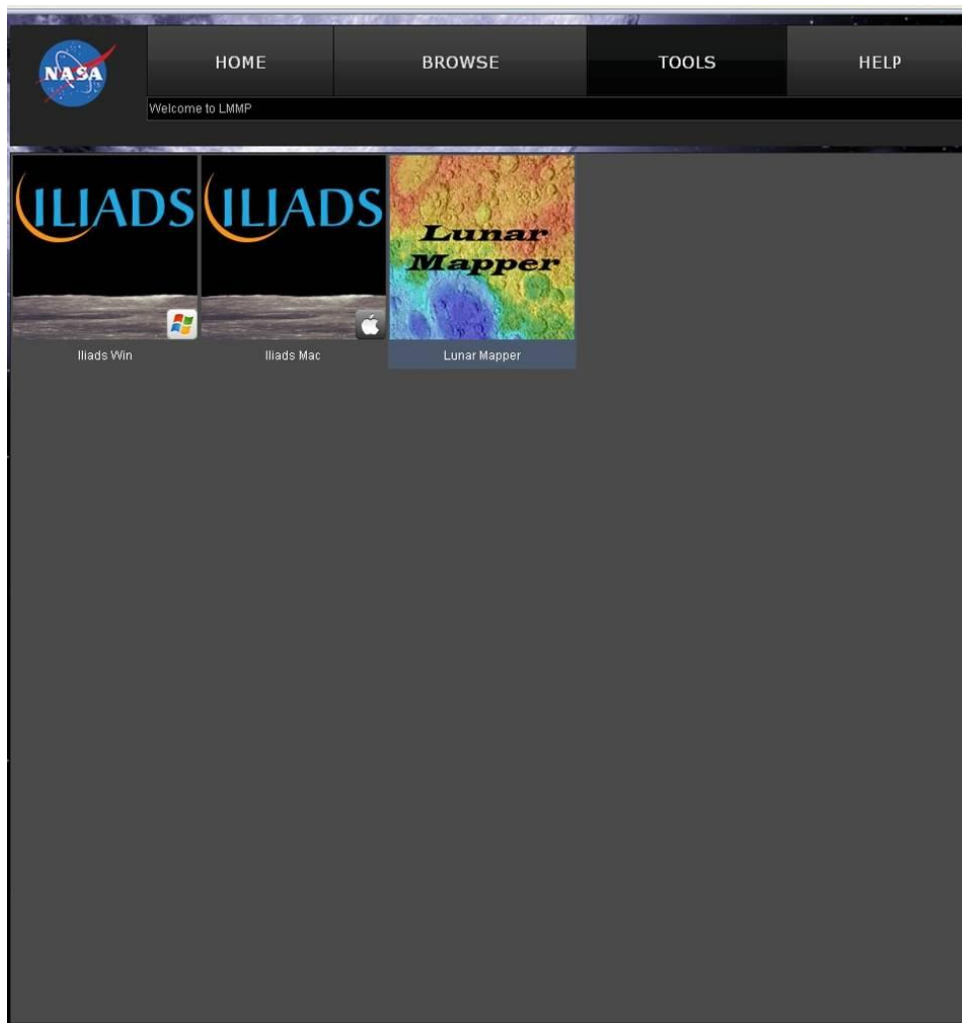 NASA
HOME BROWSE TOOLS HELP
Welcome to LMMP
ILIADS ILIADS Lunar
Mapper
Iliads Win Iliads Mac Lunar Mapper